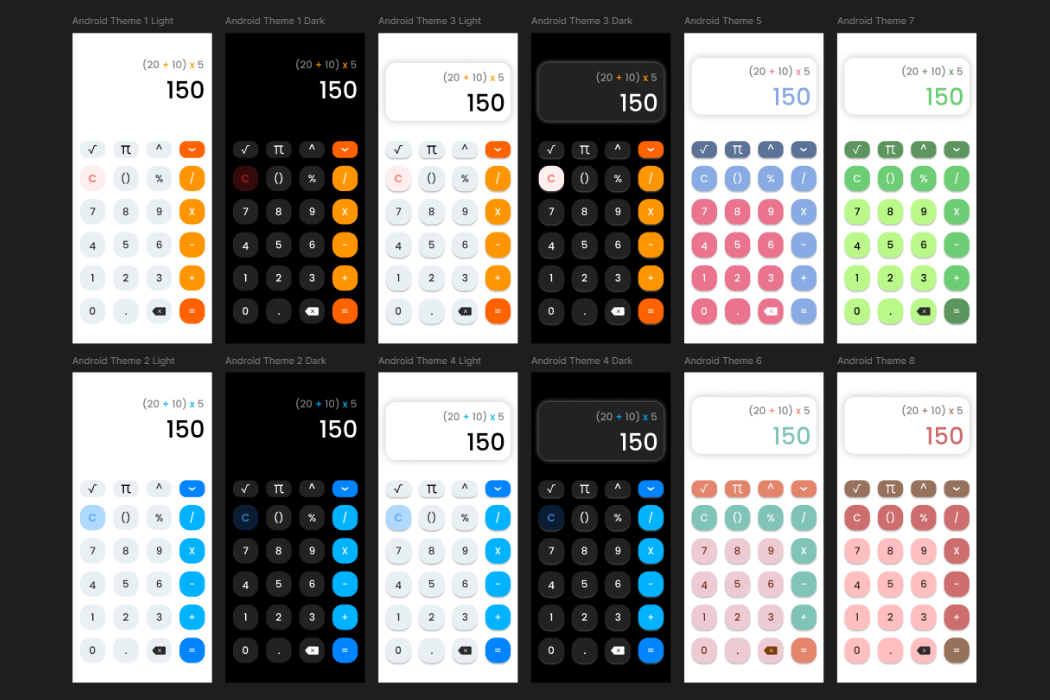 Android Theme 1 Light
(20 + 10) x 5
150
√ π ^
C () % /
7 8 9 X
4 5 6 -
1 2 3 +
0 . =
Android Theme 1 Dark
(20 + 10) x 5
150
√ π ^
C () % /
7 8 9 X
4 5 6 -
1 2 3 +
0 . =
Android Theme 3 Light
(20 + 10) x 5
150
√ π ^
C () % /
7 8 9 X
4 5 6 -
1 2 3 +
0 . =
Android Theme 3 Dark
(20 + 10) x 5
150
√ π ^
C () % /
7 8 9 X
4 5 6 -
1 2 3 +
0 . =
Android Theme 5
(20 + 10) x 5
150
√ π ^
C () % /
7 8 9 X
4 5 6 -
1 2 3 +
0 . =
Android Theme 7
(20 + 10) x 5
150
√ π ^
C () % /
7 8 9 X
4 5 6 -
1 2 3 +
0 . =
Android Theme 2 Light
(20 + 10) x 5
150
√ π ^
C () % /
7 8 9 X
4 5 6 -
1 2 3 +
0 . =
Android Theme 2 Dark
(20 + 10) x 5
150
√ π ^
C () % /
7 8 9 X
4 5 6 -
1 2 3 +
0 . =
Android Theme 4 Light
(20 + 10) x 5
150
√ π ^
C () % /
7 8 9 X
4 5 6 -
1 2 3 +
0 . =
Android Theme 4 Dark
(20 + 10) x 5
150
√ π ^
C () % /
7 8 9 X
4 5 6 -
1 2 3 +
0 . =
Android Theme 6
(20 + 10) x 5
150
√ π ^
C () % /
7 8 9 X
4 5 6 -
1 2 3 +
0 . =
Android Theme 8
(20 + 10) x 5
150
√ π ^
C () % /
7 8 9 X
4 5 6 -
1 2 3 +
0 . =